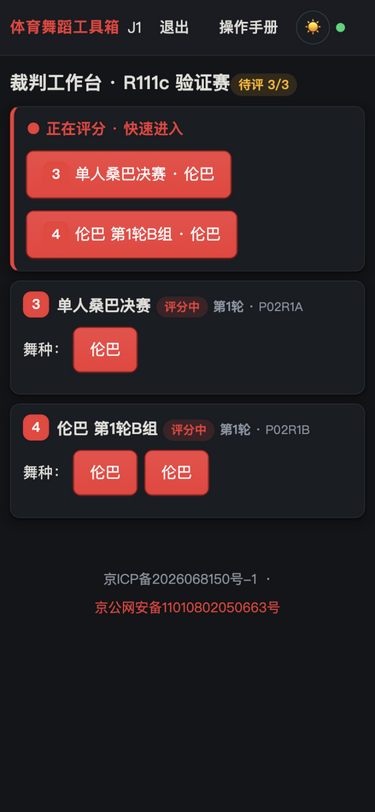 体育舞蹈工具箱 J1 退出 操作手册
裁判工作台 · R111c 验证赛 待评 3/3
正在评分 · 快速进入
3 单人桑巴决赛 · 伦巴
4 伦巴 第1轮B组 · 伦巴
3 单人桑巴决赛 评分中 第1轮 · P02R1A
舞种： 伦巴
4 伦巴 第1轮B组 评分中 第1轮 · P02R1B
舞种： 伦巴 伦巴
京ICP备2026068150号-1 ·
京公网安备11010802050663号